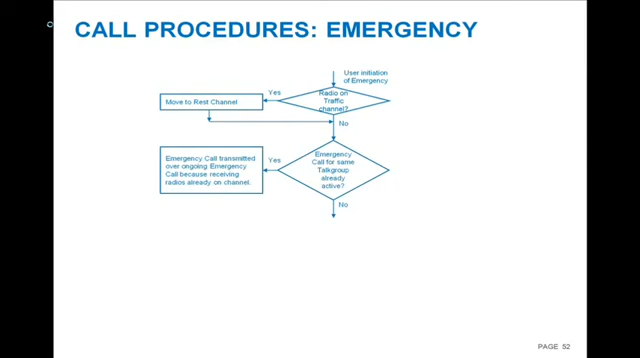 CALL PROCEDURES: EMERGENCY
User initiation
of Emergency
Radio on
Traffic
channel?
Yes
Move to Rest Channel
No
Emergency
Call for same
Talkgroup
already
active?
Yes
Emergency Call transmitted
over ongoing Emergency
Call because receiving
radios already on channel.
No
PAGE 52